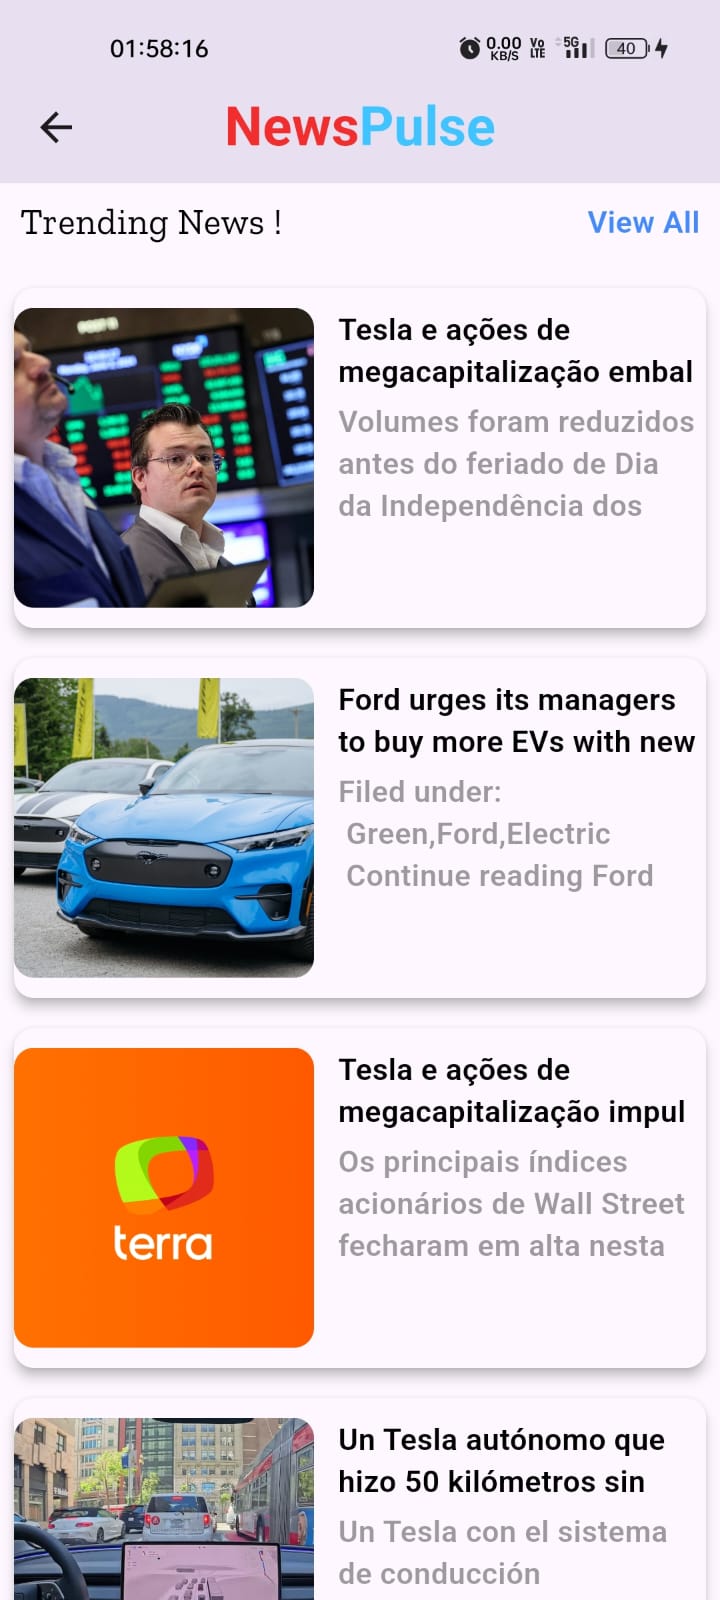 01:58:16
0.00 KB/S
Vo LTE
5G
40
NewsPulse
Trending News !
View All
Tesla e ações de
megacapitalização embal
Volumes foram reduzidos
antes do feriado de Dia
da Independência dos
Ford urges its managers
to buy more EVs with new
Filed under:
Green,Ford,Electric
Continue reading Ford
terra
Tesla e ações de
megacapitalização impul
Os principais índices
acionários de Wall Street
fecharam em alta nesta
Un Tesla autónomo que
hizo 50 kilómetros sin
Un Tesla con el sistema
de conducción